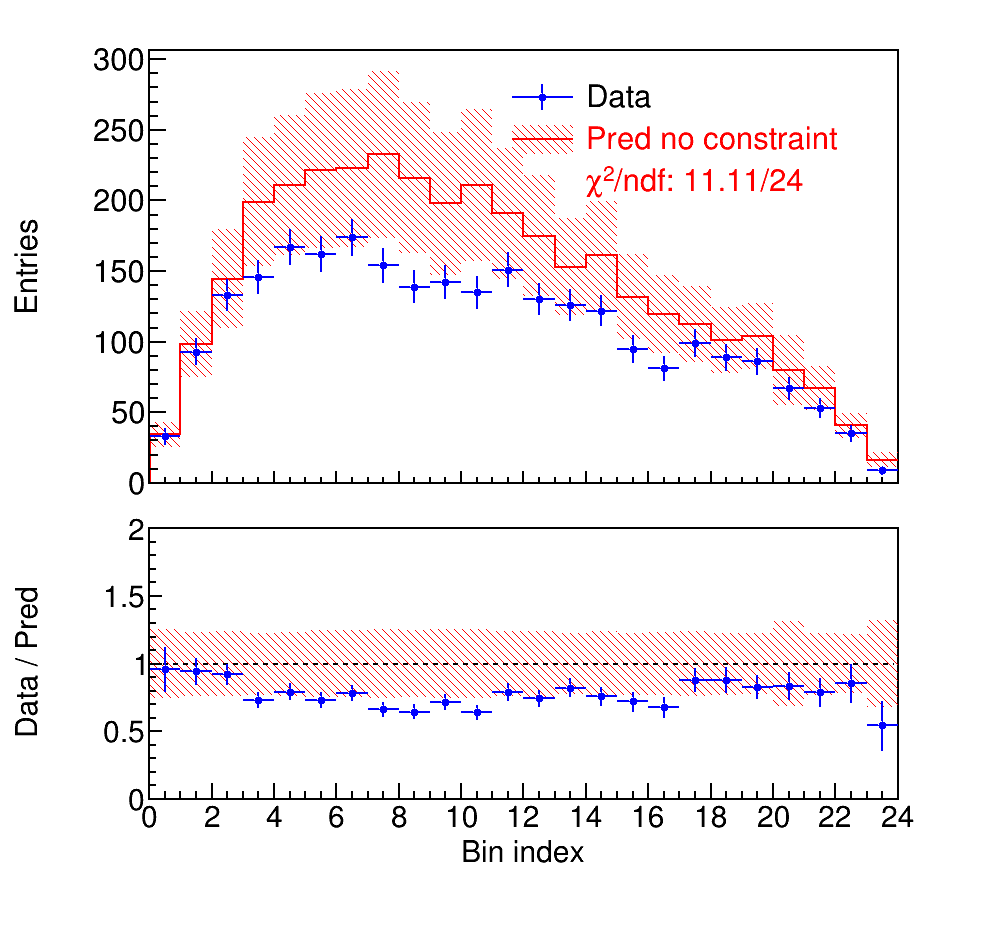 300
250
200
150
100
50
0
Entries
Data
Pred no constraint
χ²/ndf: 11.11/24
2
1.5
1
0.5
0
Data / Pred
0 2 4 6 8 10 12 14 16 18 20 22 24
Bin index